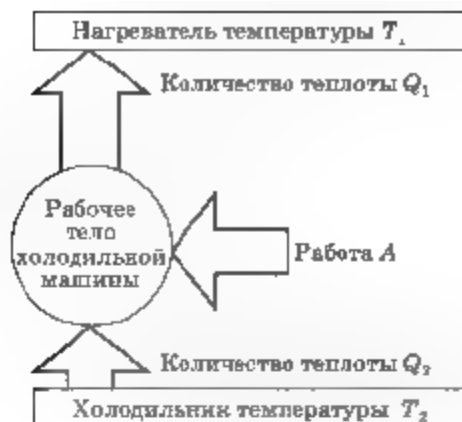 Нагреватель температуры T₁
Количество теплоты Q₁
Рабочее
тело
холодильной
машины
Работа A
Количество теплоты Q₂
Холодильник температуры T₂